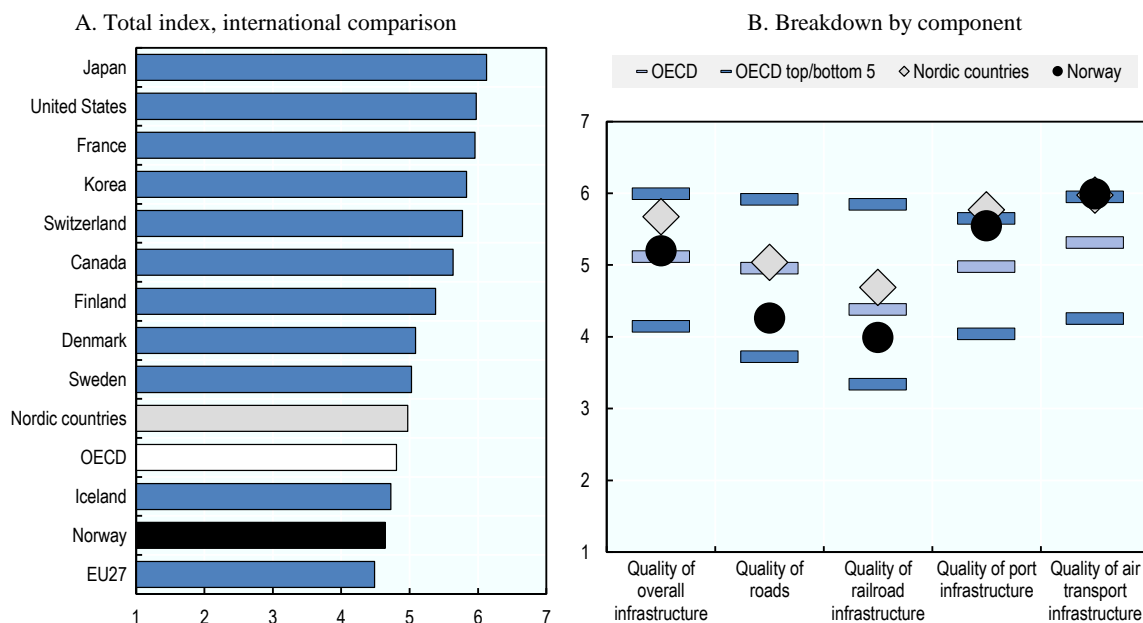 A. Total index, international comparison
Japan
United States
France
Korea
Switzerland
Canada
Finland
Denmark
Sweden
Nordic countries
OECD
Iceland
Norway
EU27
1 2 3 4 5 6 7
B. Breakdown by component
OECD OECD top/bottom 5 Nordic countries Norway
7
6
5
4
3
2
1
Quality of overall infrastructure
Quality of roads
Quality of railroad infrastructure
Quality of port infrastructure
Quality of air transport infrastructure